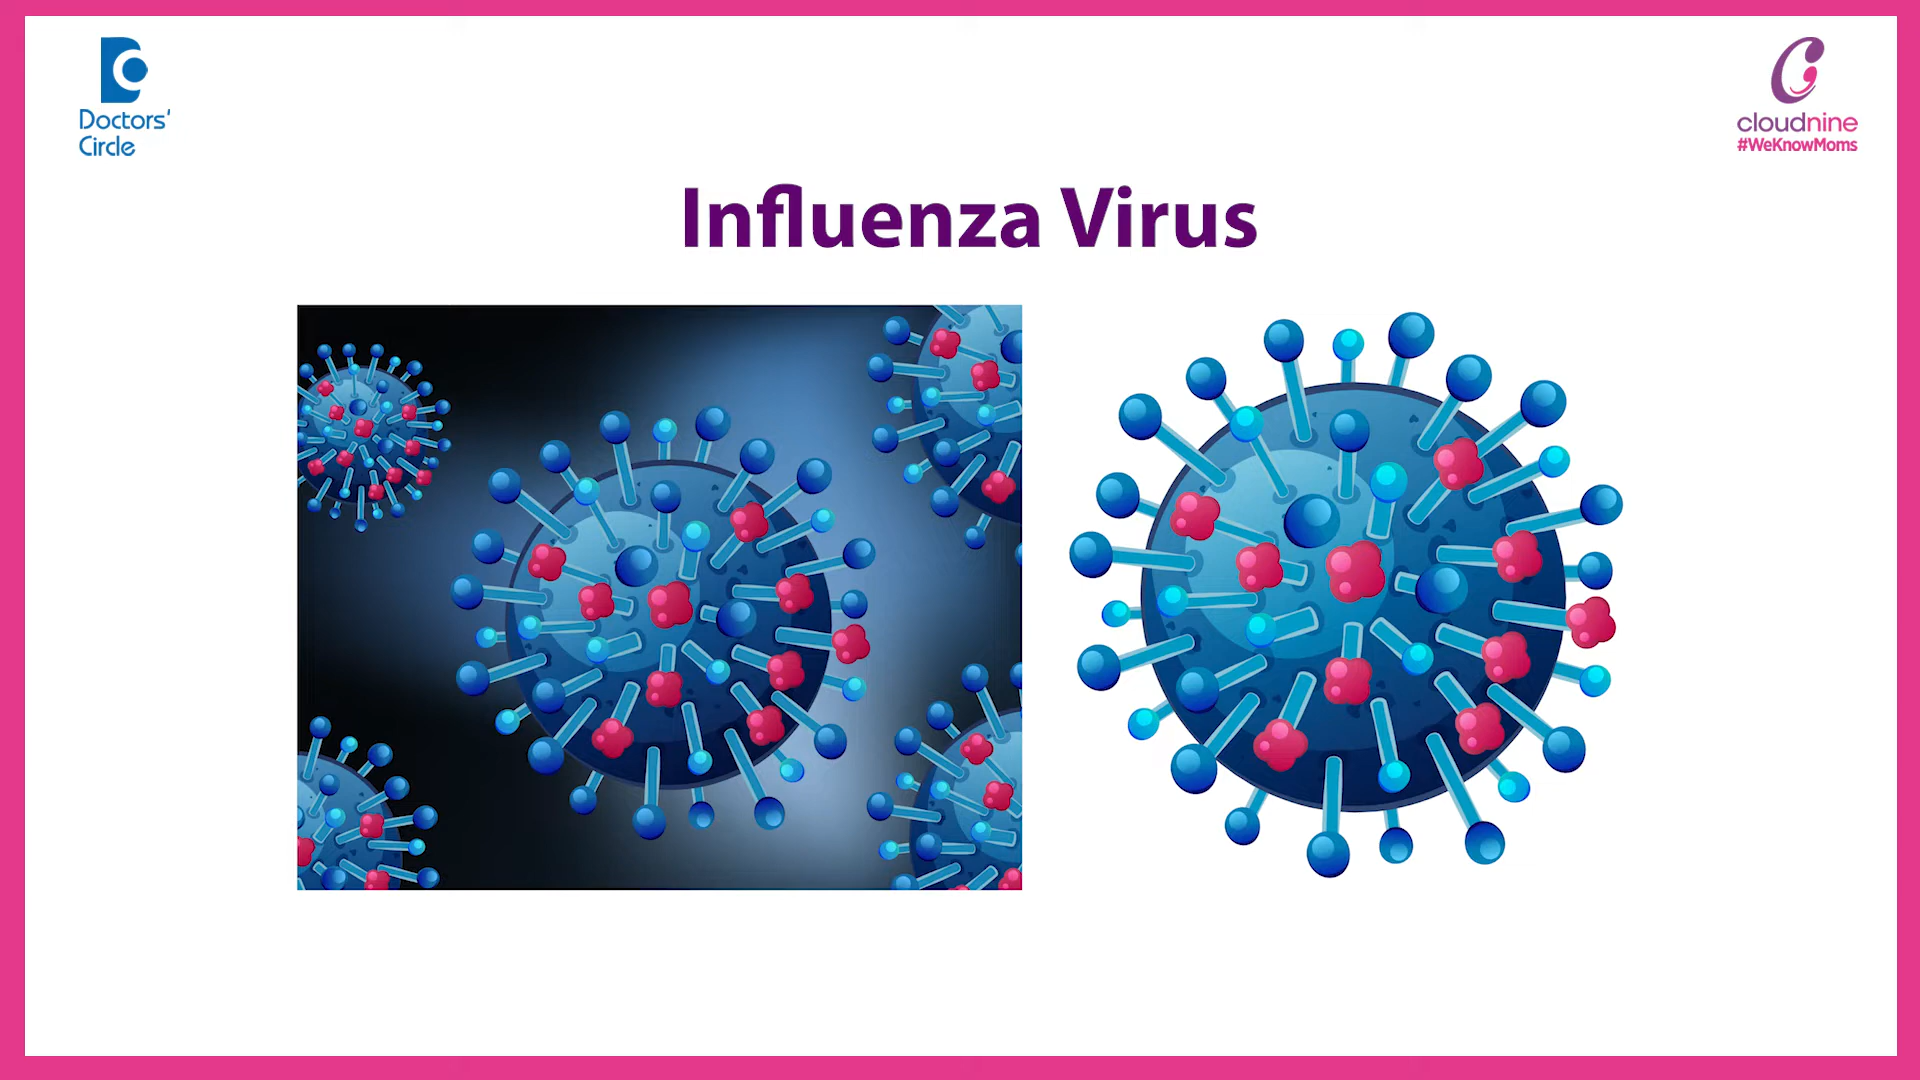 Doctors'
Circle
cloudnine
#WeKnowMoms
Influenza Virus